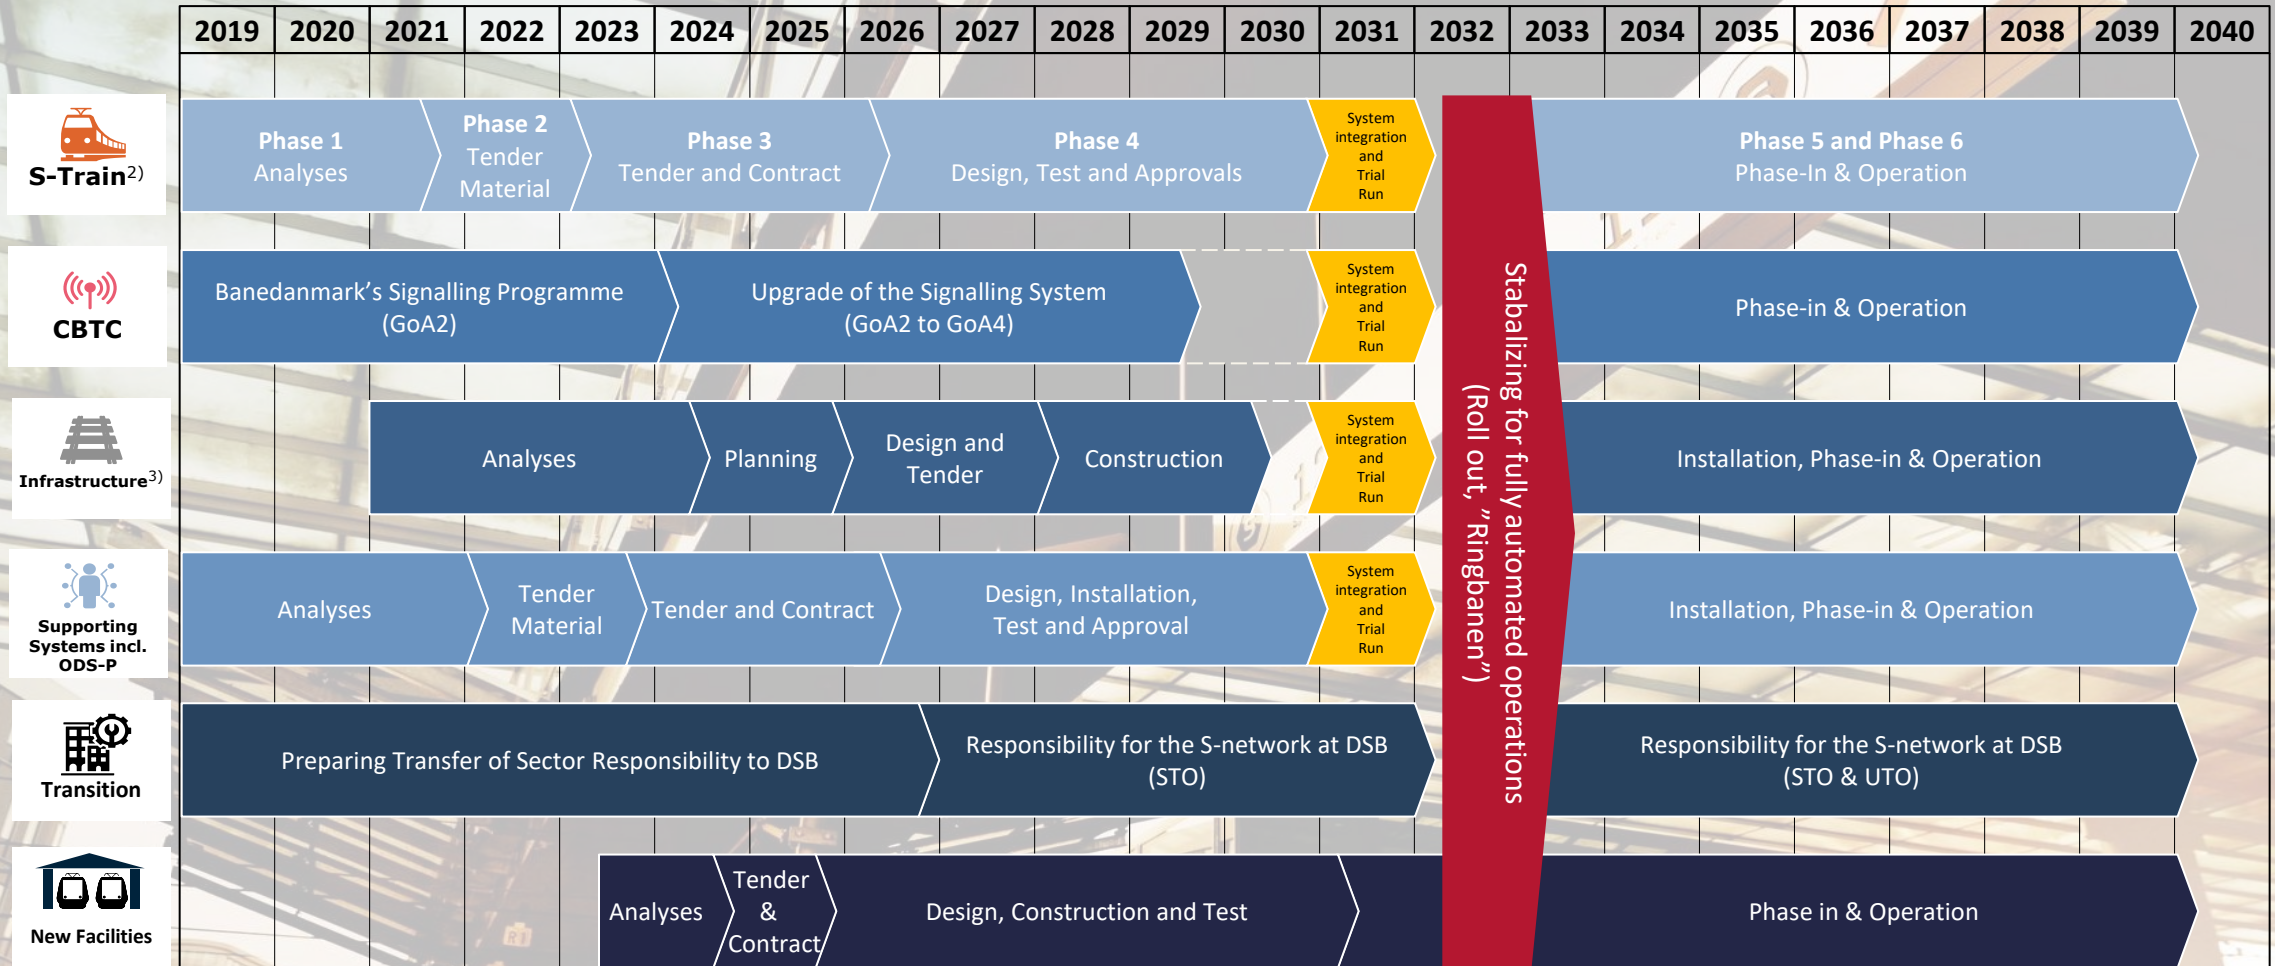 2019 2020 2021 2022 2023 2024 2025 2026 2027 2028 2029 2030 2031 2032 2033 2034 2035 2036 2037 2038 2039 2040
S-Train2)
Phase 1
Analyses
Phase 2
Tender
Material
Phase 3
Tender and Contract
Phase 4
Design, Test and Approvals
System
integration
and
Trial
Run
Phase 5 and Phase 6
Phase-In & Operation
CBTC
Banedanmark's Signalling Programme
(GoA2)
Upgrade of the Signalling System
(GoA2 to GoA4)
System
integration
and
Trial
Run
Phase-in & Operation
Infrastructure3)
Analyses
Planning
Design and
Tender
Construction
System
integration
and
Trial
Run
Installation, Phase-in & Operation
Supporting
Systems incl.
ODS-P
Analyses
Tender
Material
Tender and Contract
Design, Installation,
Test and Approval
System
integration
and
Trial
Run
Installation, Phase-in & Operation
Transition
Preparing Transfer of Sector Responsibility to DSB
Responsibility for the S-network at DSB
(STO)
Responsibility for the S-network at DSB
(STO & UTO)
New Facilities
Analyses
Tender
&
Contract
Design, Construction and Test
Phase in & Operation
Stabalizing for fully automated operations
(Roll out, "Ringbanen")